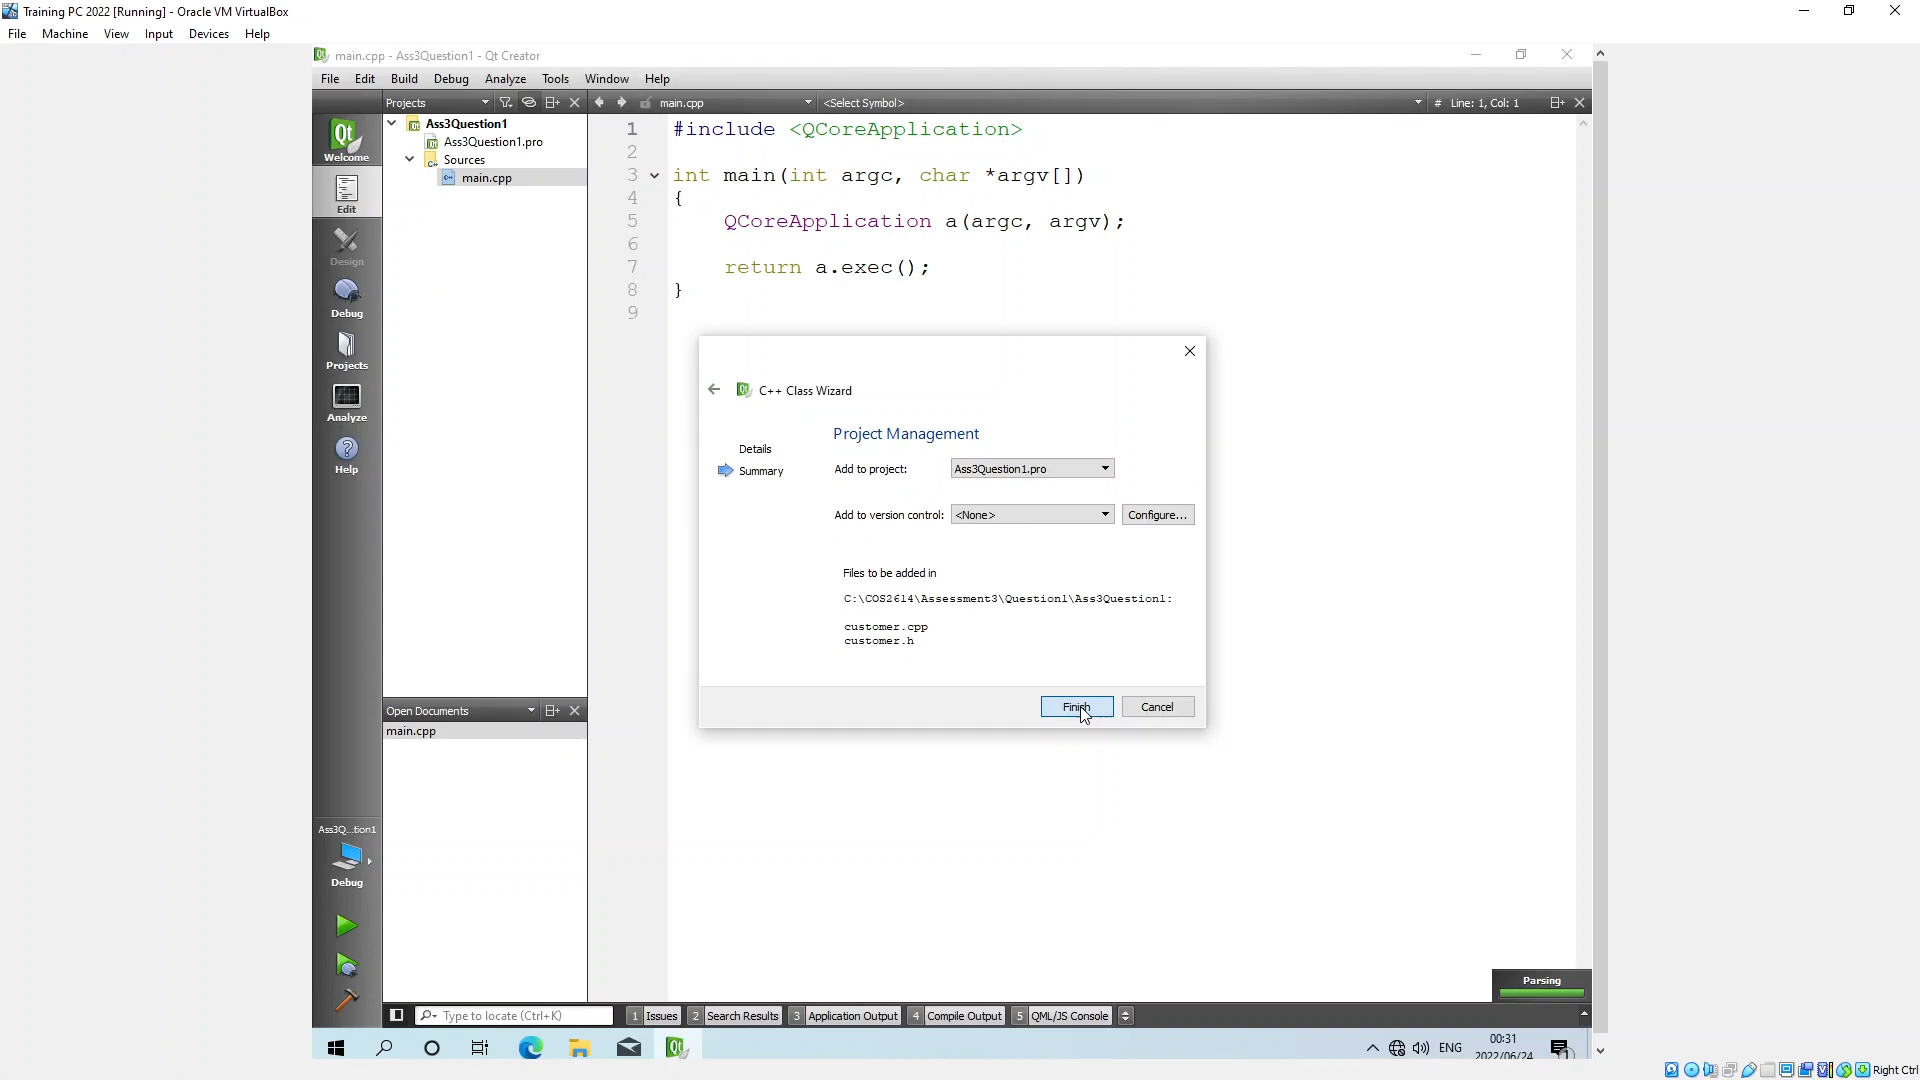 Training PC 2022 [Running] - Oracle VM VirtualBox
File Machine View Input Devices Help
main.cpp - Ass3Question1 - Qt Creator
File Edit Build Debug Analyze Tools Window Help
Projects
main.cpp
<Select Symbol>
# Line: 1, Col: 1
Welcome
Edit
Design
Debug
Projects
Analyze
Help
Ass3Question1
Ass3Question1.pro
Sources
main.cpp
1 #include <QCoreApplication>
2
3 int main(int argc, char *argv[])
4 {
5 QCoreApplication a(argc, argv);
6
7 return a.exec();
8 }
9
C++ Class Wizard
Details
Summary
Project Management
Add to project: Ass3Question1.pro
Add to version control: <None> Configure...
Files to be added in
C:\COS2614\Assessment3\Question1\Ass3Question1:
customer.cpp
customer.h
Finish Cancel
Open Documents
main.cpp
Ass3Q...tion1
Debug
Parsing
Type to locate (Ctrl+K)
1 Issues 2 Search Results 3 Application Output 4 Compile Output 5 QML/JS Console
ENG
00:31
2022/06/24
1
Right Ctrl